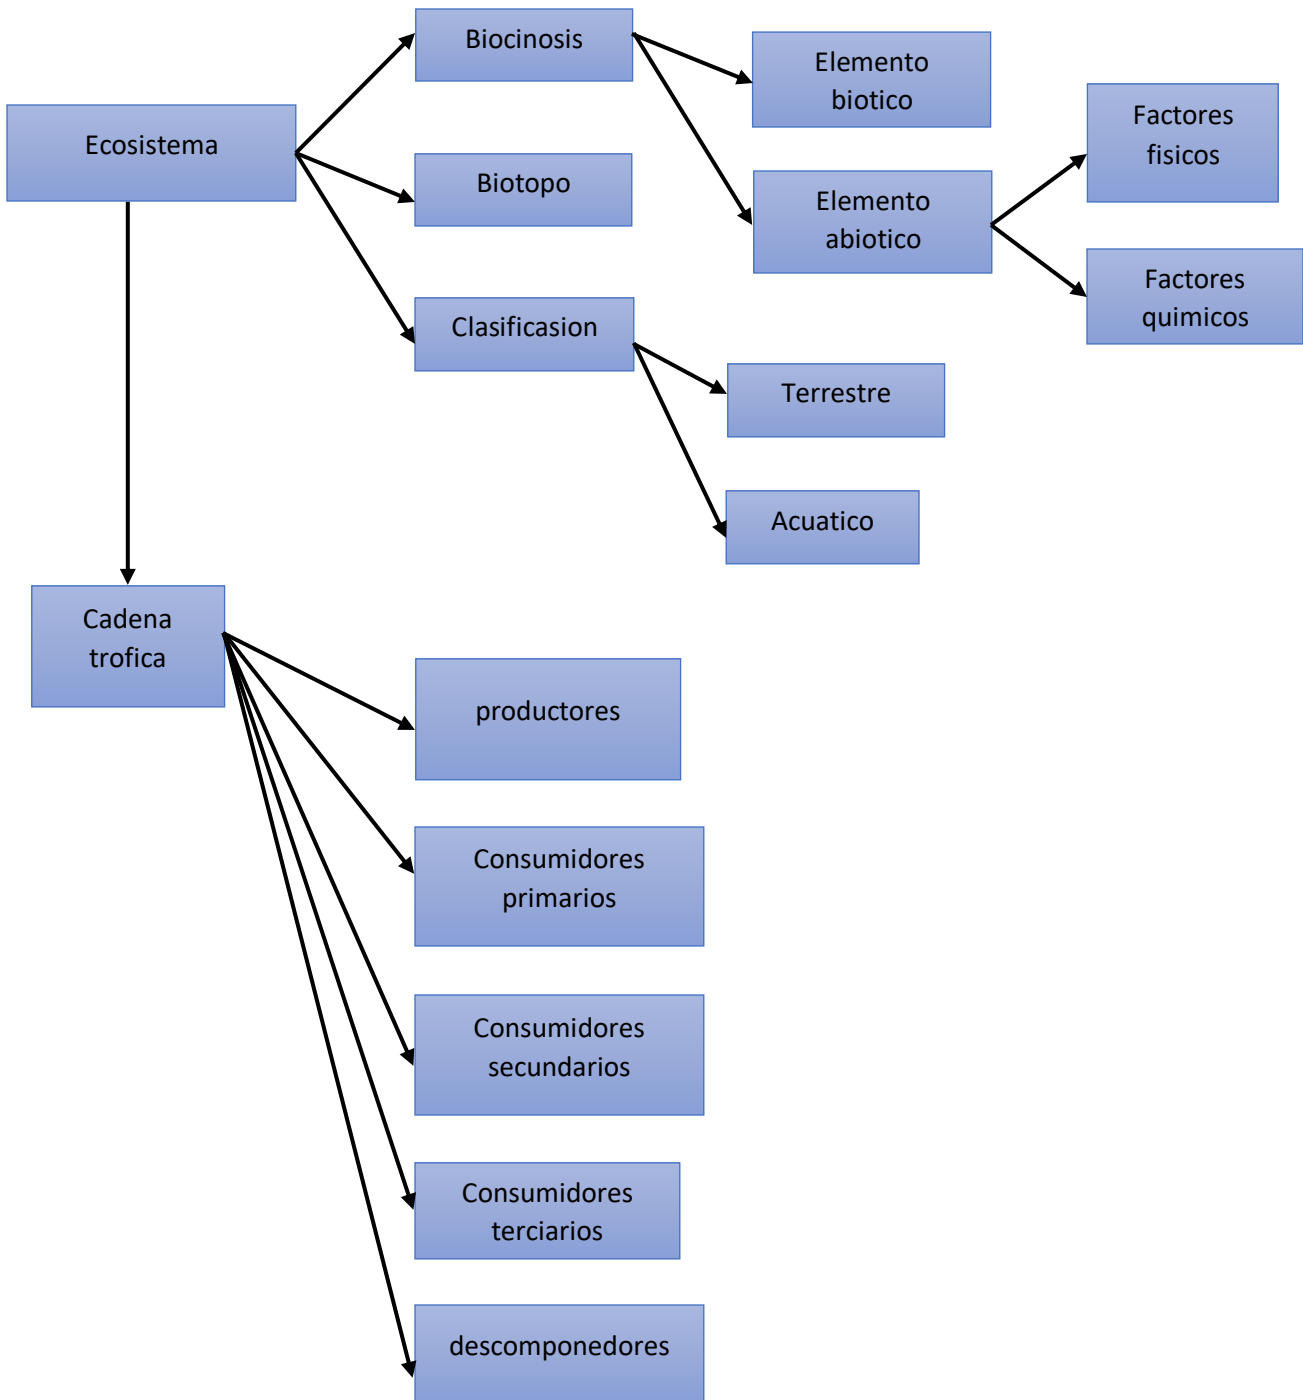 Biocinosis
Elemento
biotico
Factores
fisicos
Ecosistema
Biotopo
Elemento
abiotico
Factores
quimicos
Clasificasion
Terrestre
Acuatico
Cadena
trofica
productores
Consumidores
primarios
Consumidores
secundarios
Consumidores
terciarios
descomponedores